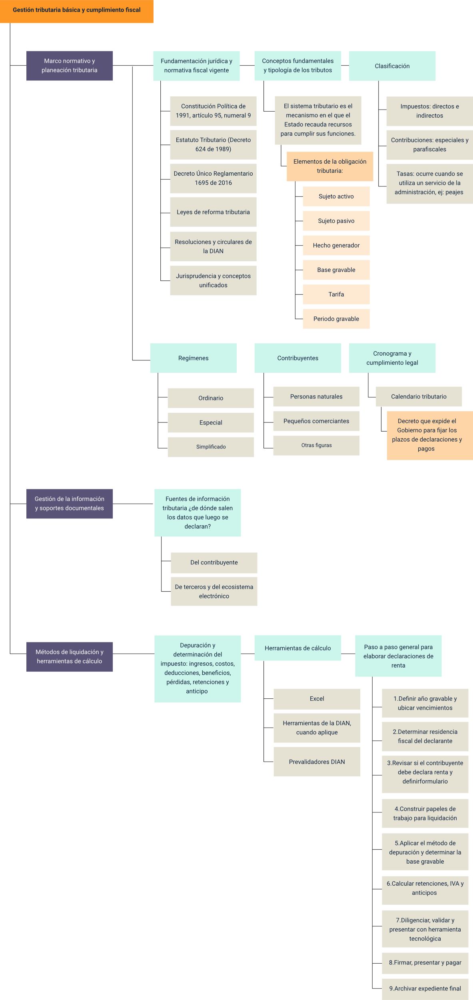 Gestión tributaria básica y cumplimiento fiscal
Marco normativo y
planeación tributaria
Fundamentación jurídica y
normativa fiscal vigente
Constitución Política de
1991, artículo 95, numeral 9
Estatuto Tributario (Decreto
624 de 1989)
Decreto Único Reglamentario
1695 de 2016
Leyes de reforma tributaria
Resoluciones y circulares de
la DIAN
Jurisprudencia y conceptos
unificados
Conceptos fundamentales
y tipología de los tributos
El sistema tributario es el
mecanismo en el que el
Estado recauda recursos
para cumplir sus funciones.
Elementos de la obligación
tributaria:
Sujeto activo
Sujeto pasivo
Hecho generador
Base gravable
Tarifa
Periodo gravable
Clasificación
Impuestos: directos e
indirectos
Contribuciones: especiales y
parafiscales
Tasas: ocurre cuando se
utiliza un servicio de la
administración, ej: peajes
Regímenes
Ordinario
Especial
Simplificado
Contribuyentes
Personas naturales
Pequeños comerciantes
Otras figuras
Cronograma y
cumplimiento legal
Calendario tributario
Decreto que expide el
Gobierno para fijar los
plazos de declaraciones y
pagos
Gestión de la información
y soportes documentales
Fuentes de información
tributaria ¿de dónde salen
los datos que luego se
declaran?
Del contribuyente
De terceros y del ecosistema
electrónico
Métodos de liquidación y
herramientas de cálculo
Depuración y
determinación del
impuesto: ingresos, costos,
deducciones, beneficios,
pérdidas, retenciones y
anticipo
Herramientas de cálculo
Excel
Herramientas de la DIAN,
cuando aplique
Prevalidadores DIAN
Paso a paso general para
elaborar declaraciones de
renta
1.Definir año gravable y
ubicar vencimientos
2.Determinar residencia
fiscal del declarante
3.Revisar si el contribuyente
debe declara renta y
definirformulario
4.Construir papeles de
trabajo para liquidación
5.Aplicar el método de
depuración y determinar la
base gravable
6.Calcular retenciones, IVA y
anticipos
7.Diligenciar, validar y
presentar con herramienta
tecnológica
8.Firmar, presentar y pagar
9.Archivar expediente final